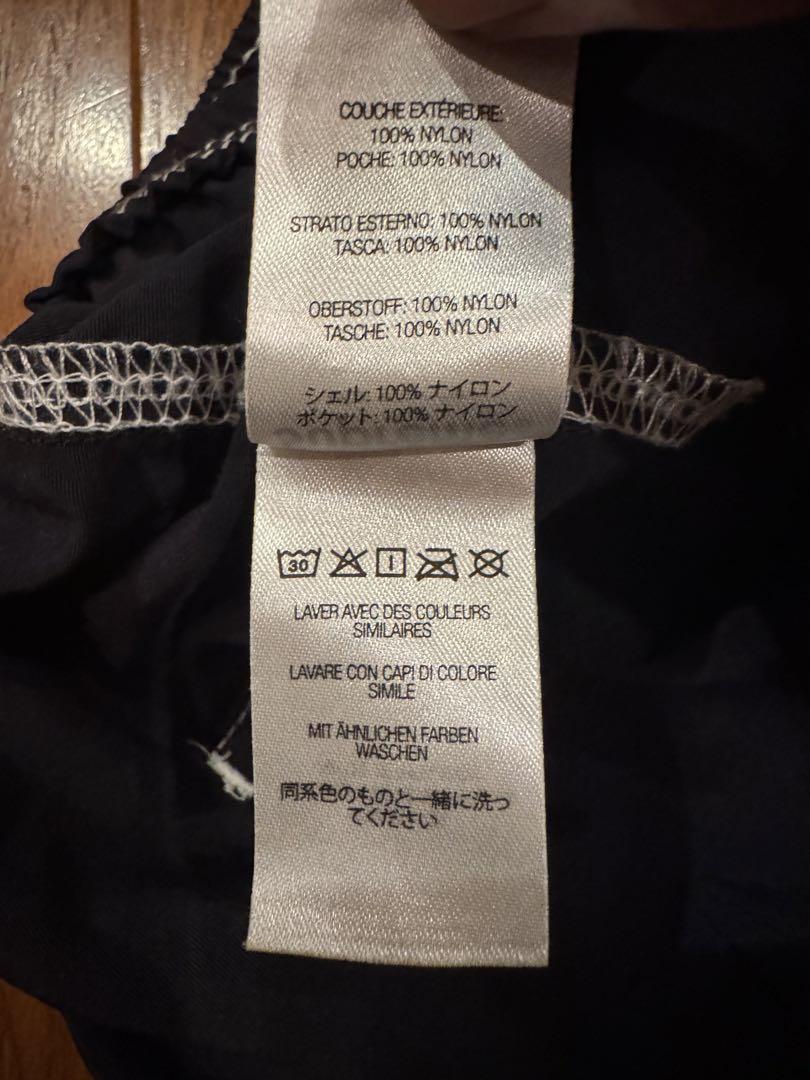 COUCHE EXTÉRIEURE:
100% NYLON
POCHE: 100% NYLON
STRATO ESTERNO: 100% NYLON
TASCA: 100% NYLON
OBERSTOFF: 100% NYLON
TASCHE: 100% NYLON
シェル: 100% ナイロン
ポケット: 100% ナイロン
30
LAVER AVEC DES COULEURS
SIMILAIRES
LAVARE CON CAPI DI COLORE
SIMILE
MIT ÄHNLICHEN FARBEN
WASCHEN
同系色のものと一緒に洗っ
てください